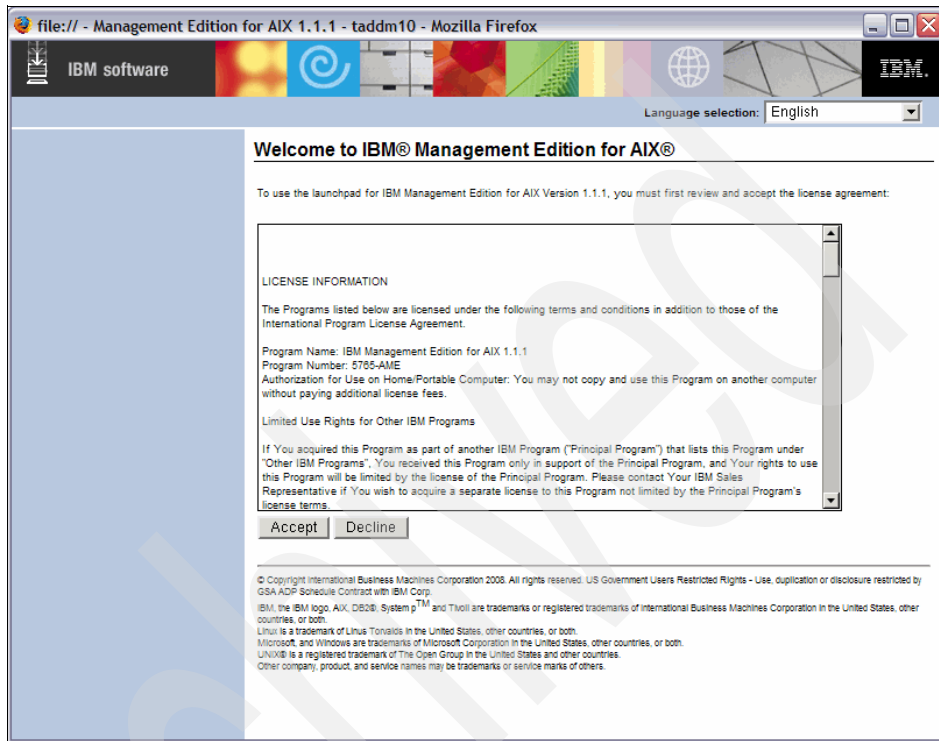 file:// - Management Edition for AIX 1.1.1 - taddm10 - Mozilla Firefox
IBM software
IBM.
Language selection: English
Welcome to IBM® Management Edition for AIX®
To use the launchpad for IBM Management Edition for AIX Version 1.1.1, you must first review and accept the license agreement:
LICENSE INFORMATION
The Programs listed below are licensed under the following terms and conditions in addition to those of the
International Program License Agreement.
Program Name: IBM Management Edition for AIX 1.1.1
Program Number: 5765-AME
Authorization for Use on Home/Portable Computer: You may not copy and use this Program on another computer
without paying additional license fees.
Limited Use Rights for Other IBM Programs
If You acquired this Program as part of another IBM Program ("Principal Program") that lists this Program under
"Other IBM Programs", You received this Program only in support of the Principal Program, and Your rights to use
this Program will be limited by the license of the Principal Program. Please contact Your IBM Sales
Representative if You wish to acquire a separate license to this Program not limited by the Principal Program's
license terms.
Accept Decline
© Copyright International Business Machines Corporation 2008. All rights reserved. US Government Users Restricted Rights - Use, duplication or disclosure restricted by
GSA ADP Schedule Contract with IBM Corp.
IBM, the IBM logo, AIX, DB2®, System p™ and Tivoli are trademarks or registered trademarks of International Business Machines Corporation in the United States, other
countries, or both.
Linux is a trademark of Linus Torvalds in the United States, other countries, or both.
Microsoft, and Windows are trademarks of Microsoft Corporation in the United States, other countries, or both.
UNIX® is a registered trademark of The Open Group in the United States and other countries.
Other company, product, and service names may be trademarks or service marks of others.